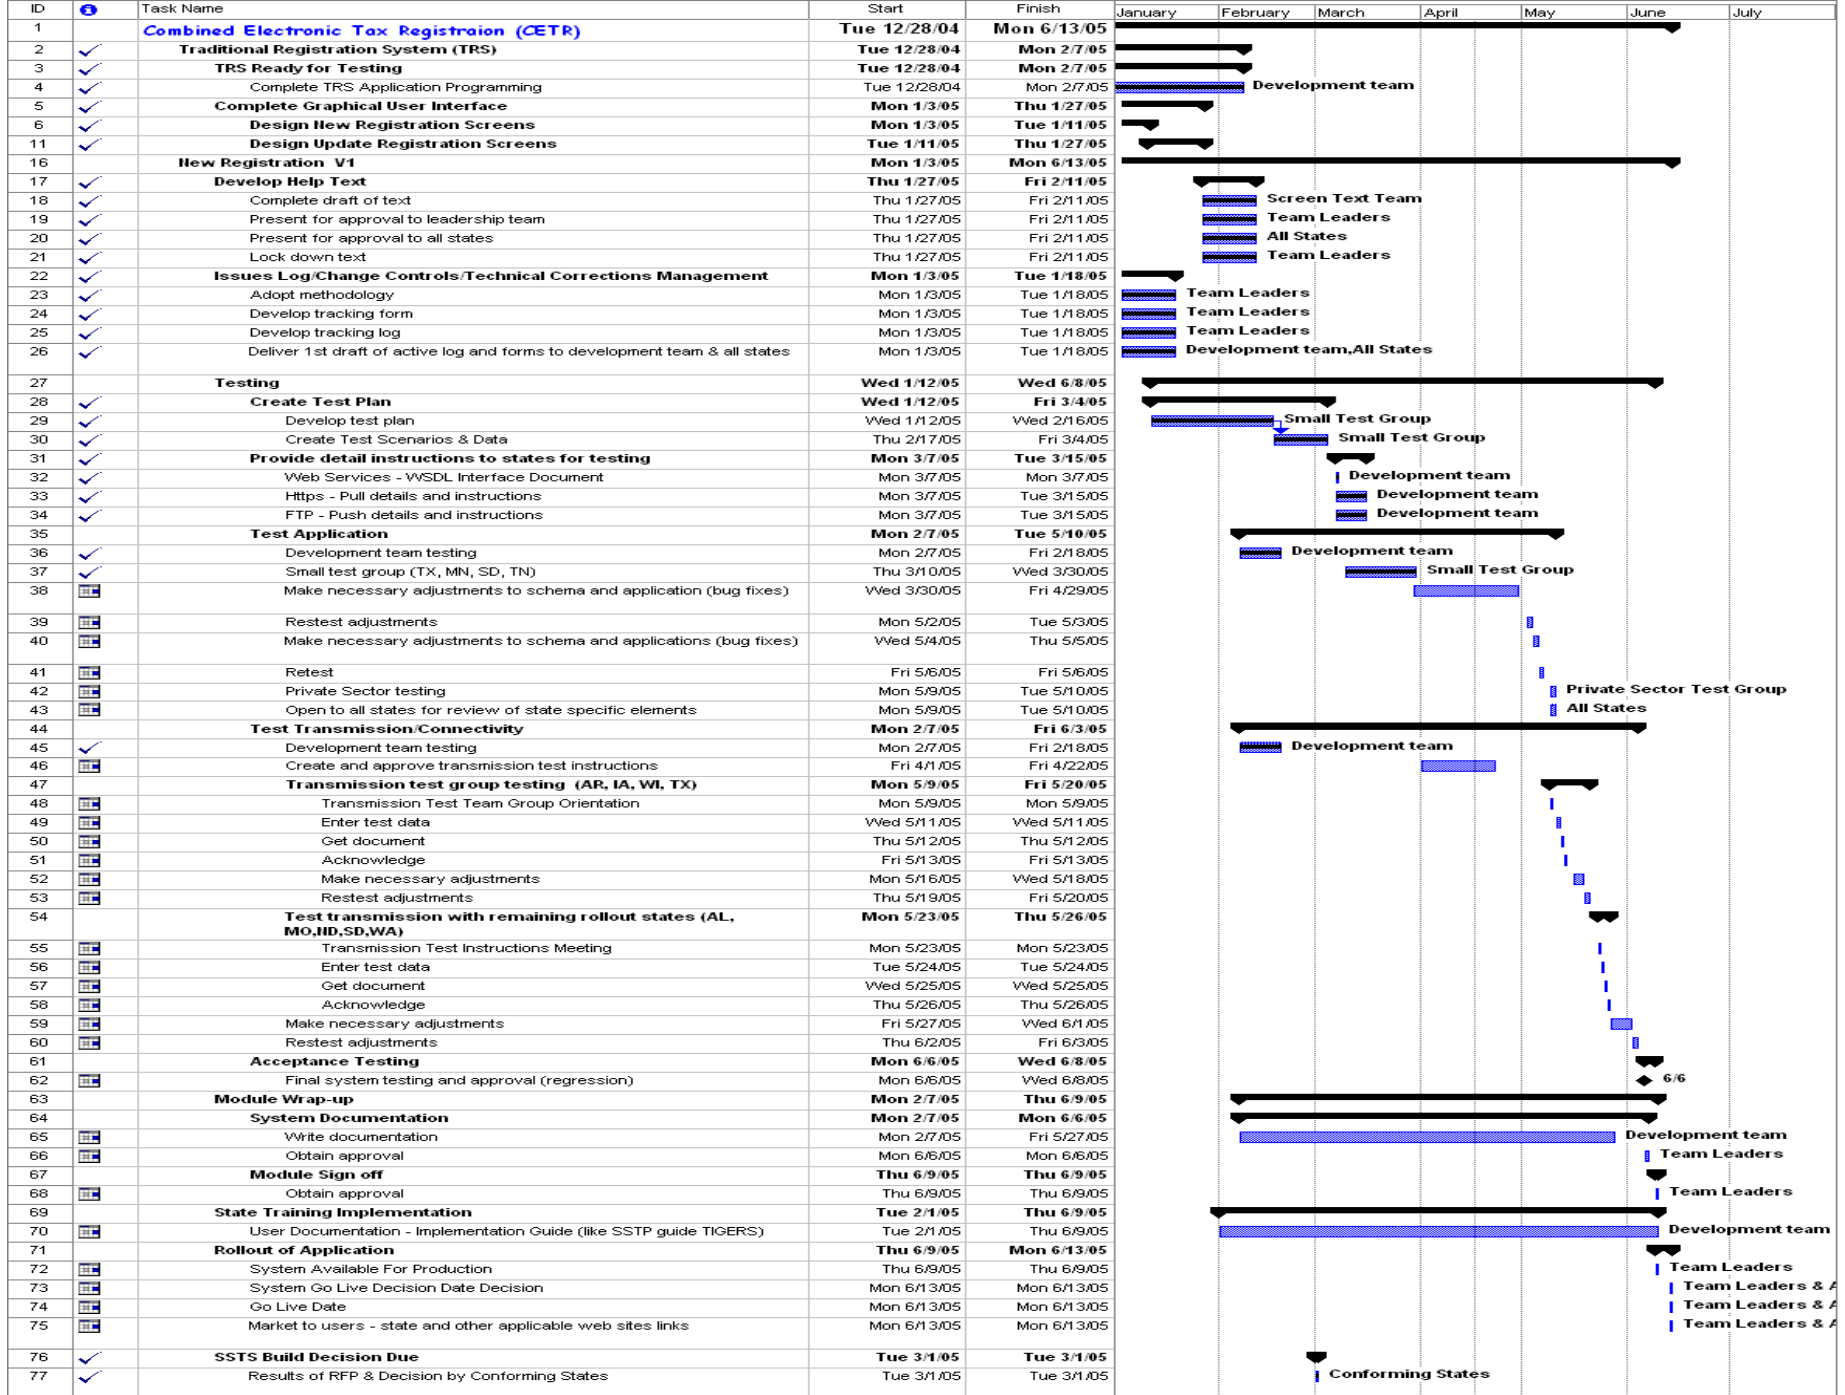 ID Task Name Start Finish January February March April May June July
1 Combined Electronic Tax Registraion (CETR) Tue 12/28/04 Mon 6/13/05
2 Traditional Registration System (TRS) Tue 12/28/04 Mon 2/7/05
3 TRS Ready for Testing Tue 12/28/04 Mon 2/7/05
4 Complete TRS Application Programming Tue 12/28/04 Mon 2/7/05 Development team
5 Complete Graphical User Interface Mon 1/3/05 Thu 1/27/05
6 Design New Registration Screens Mon 1/3/05 Tue 1/11/05
11 Design Update Registration Screens Tue 1/11/05 Thu 1/27/05
16 New Registration V1 Mon 1/3/05 Mon 6/13/05
17 Develop Help Text Thu 1/27/05 Fri 2/11/05
18 Complete draft of text Thu 1/27/05 Fri 2/11/05 Screen Text Team
19 Present for approval to leadership team Thu 1/27/05 Fri 2/11/05 Team Leaders
20 Present for approval to all states Thu 1/27/05 Fri 2/11/05 All States
21 Lock down text Thu 1/27/05 Fri 2/11/05 Team Leaders
22 Issues Log/Change Controls/Technical Corrections Management Mon 1/3/05 Tue 1/18/05
23 Adopt methodology Mon 1/3/05 Tue 1/18/05 Team Leaders
24 Develop tracking form Mon 1/3/05 Tue 1/18/05 Team Leaders
25 Develop tracking log Mon 1/3/05 Tue 1/18/05 Team Leaders
26 Deliver 1st draft of active log and forms to development team & all states Mon 1/3/05 Tue 1/18/05 Development team,All States
27 Testing Wed 1/12/05 Wed 6/8/05
28 Create Test Plan Wed 1/12/05 Fri 3/4/05
29 Develop test plan Wed 1/12/05 Wed 2/16/05 Small Test Group
30 Create Test Scenarios & Data Thu 2/17/05 Fri 3/4/05 Small Test Group
31 Provide detail instructions to states for testing Mon 3/7/05 Tue 3/15/05
32 Web Services - WSDL Interface Document Mon 3/7/05 Mon 3/7/05 Development team
33 Https - Pull details and instructions Mon 3/7/05 Tue 3/15/05 Development team
34 FTP - Push details and instructions Mon 3/7/05 Tue 3/15/05 Development team
35 Test Application Mon 2/7/05 Tue 5/10/05
36 Development team testing Mon 2/7/05 Fri 2/18/05 Development team
37 Small test group (TX, MN, SD, TN) Thu 3/10/05 Wed 3/30/05 Small Test Group
38 Make necessary adjustments to schema and application (bug fixes) Wed 3/30/05 Fri 4/29/05
39 Restest adjustments Mon 5/2/05 Tue 5/3/05
40 Make necessary adjustments to schema and applications (bug fixes) Wed 5/4/05 Thu 5/5/05
41 Retest Fri 5/6/05 Fri 5/6/05
42 Private Sector testing Mon 5/9/05 Tue 5/10/05 Private Sector Test Group
43 Open to all states for review of state specific elements Mon 5/9/05 Tue 5/10/05 All States
44 Test Transmission/Connectivity Mon 2/7/05 Fri 6/3/05
45 Development team testing Mon 2/7/05 Fri 2/18/05 Development team
46 Create and approve transmission test instructions Fri 4/1/05 Fri 4/22/05
47 Transmission test group testing (AR, IA, WI, TX) Mon 5/9/05 Fri 5/20/05
48 Transmission Test Team Group Orientation Mon 5/9/05 Mon 5/9/05
49 Enter test data Wed 5/11/05 Wed 5/11/05
50 Get document Thu 5/12/05 Thu 5/12/05
51 Acknowledge Fri 5/13/05 Fri 5/13/05
52 Make necessary adjustments Mon 5/16/05 Wed 5/18/05
53 Restest adjustments Thu 5/19/05 Fri 5/20/05
54 Test transmission with remaining rollout states (AL, Mon 5/23/05 Thu 5/26/05
MO,ND,SD,WA)
55 Transmission Test Instructions Meeting Mon 5/23/05 Mon 5/23/05
56 Enter test data Tue 5/24/05 Tue 5/24/05
57 Get document Wed 5/25/05 Wed 5/25/05
58 Acknowledge Thu 5/26/05 Thu 5/26/05
59 Make necessary adjustments Fri 5/27/05 Wed 6/1/05
60 Restest adjustments Thu 6/2/05 Fri 6/3/05
61 Acceptance Testing Mon 6/6/05 Wed 6/8/05
62 Final system testing and approval (regression) Mon 6/6/05 Wed 6/8/05 6/6
63 Module Wrap-up Mon 2/7/05 Thu 6/9/05
64 System Documentation Mon 2/7/05 Mon 6/6/05
65 Write documentation Mon 2/7/05 Fri 5/27/05 Development team
66 Obtain approval Mon 6/6/05 Mon 6/6/05 Team Leaders
67 Module Sign off Thu 6/9/05 Thu 6/9/05
68 Obtain approval Thu 6/9/05 Thu 6/9/05 Team Leaders
69 State Training Implementation Tue 2/1/05 Thu 6/9/05
70 User Documentation - Implementation Guide (like SSTP guide TIGERS) Tue 2/1/05 Thu 6/9/05 Development team
71 Rollout of Application Thu 6/9/05 Mon 6/13/05
72 System Available For Production Thu 6/9/05 Thu 6/9/05 Team Leaders
73 System Go Live Decision Date Decision Mon 6/13/05 Mon 6/13/05 Team Leaders & A
74 Go Live Date Mon 6/13/05 Mon 6/13/05 Team Leaders & A
75 Market to users - state and other applicable web sites links Mon 6/13/05 Mon 6/13/05 Team Leaders & A
76 SSTS Build Decision Due Tue 3/1/05 Tue 3/1/05
77 Results of RFP & Decision by Conforming States Tue 3/1/05 Tue 3/1/05 Conforming States